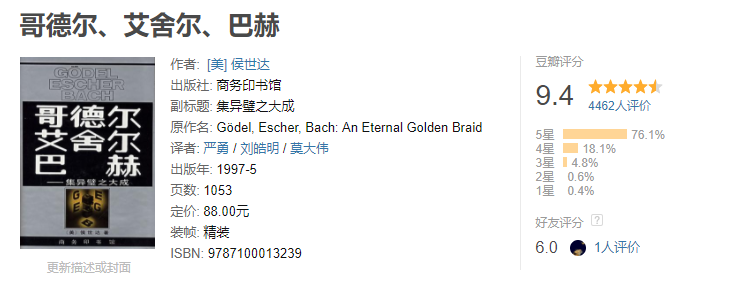 哥德尔、艾舍尔、巴赫
GÖDEL
ESCHER
BACH
哥德尔
艾舍尔
巴赫
——集异璧之大成
商务印书馆
更新描述或封面
作者: [美] 侯世达
出版社: 商务印书馆
副标题: 集异璧之大成
原作名: Gödel, Escher, Bach: An Eternal Golden Braid
译者: 严勇 / 刘皓明 / 莫大伟
出版年: 1997-5
页数: 1053
定价: 88.00元
装帧: 精装
ISBN: 9787100013239
豆瓣评分
9.4
4462人评价
5星 76.1%
4星 18.1%
3星 4.8%
2星 0.6%
1星 0.4%
好友评分 ?
6.0 1人评价